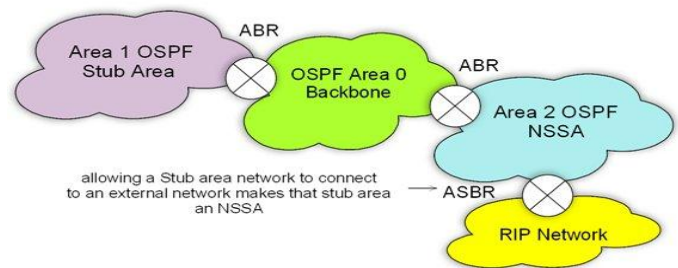 ABR
Area 1 OSPF
Stub Area
OSPF Area 0
Backbone
ABR
Area 2 OSPF
NSSA
allowing a Stub area network to connect
to an external network makes that stub area
an NSSA
ASBR
RIP Network